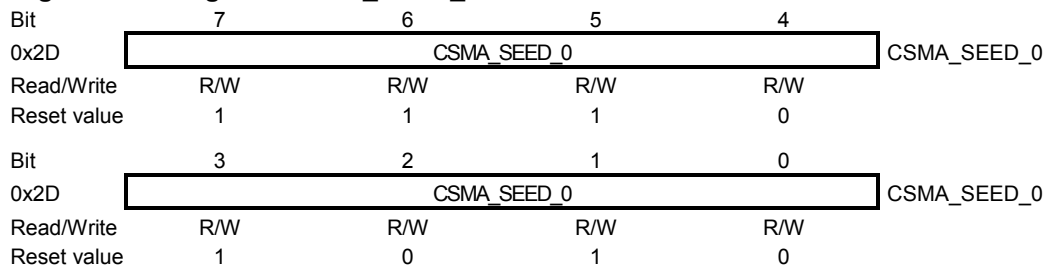 Bit 7 6 5 4
0x2D CSMA_SEED_0 CSMA_SEED_0
Read/Write R/W R/W R/W R/W
Reset value 1 1 1 0
Bit 3 2 1 0
0x2D CSMA_SEED_0 CSMA_SEED_0
Read/Write R/W R/W R/W R/W
Reset value 1 0 1 0